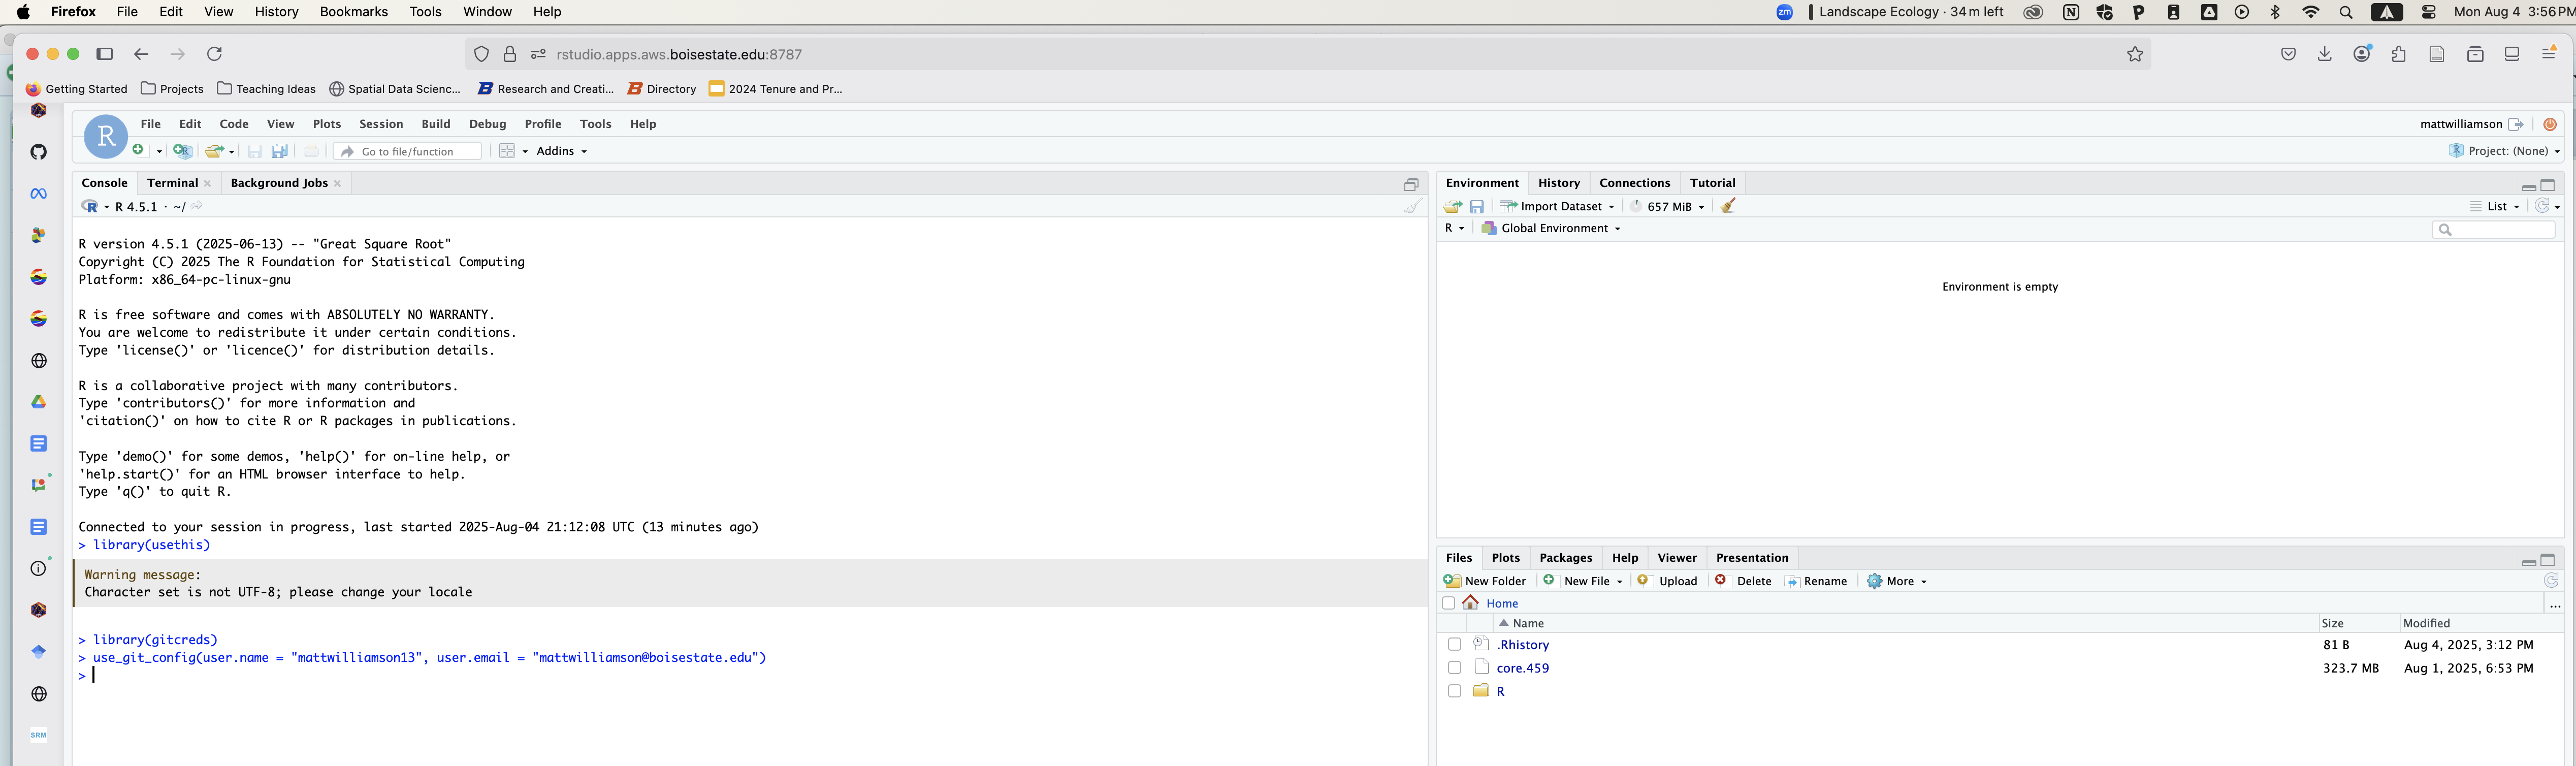 Firefox File Edit View History Bookmarks Tools Window Help
zm Landscape Ecology · 34 m left
Mon Aug 4 3:56 PM
rstudio.apps.aws.boisestate.edu:8787
Getting Started Projects Teaching Ideas Spatial Data Scienc... Research and Creati... Directory 2024 Tenure and Pr...
R File Edit Code View Plots Session Build Debug Profile Tools Help
mattwilliamson
Go to file/function Addins
Project: (None)
Console Terminal Background Jobs
R 4.5.1 · ~/
R version 4.5.1 (2025-06-13) -- "Great Square Root"
Copyright (C) 2025 The R Foundation for Statistical Computing
Platform: x86_64-pc-linux-gnu
R is free software and comes with ABSOLUTELY NO WARRANTY.
You are welcome to redistribute it under certain conditions.
Type 'license()' or 'licence()' for distribution details.
R is a collaborative project with many contributors.
Type 'contributors()' for more information and
'citation()' on how to cite R or R packages in publications.
Type 'demo()' for some demos, 'help()' for on-line help, or
'help.start()' for an HTML browser interface to help.
Type 'q()' to quit R.
Connected to your session in progress, last started 2025-Aug-04 21:12:08 UTC (13 minutes ago)
> library(usethis)
Warning message:
Character set is not UTF-8; please change your locale
> library(gitcreds)
> use_git_config(user.name = "mattwilliamson13", user.email = "mattwilliamson@boisestate.edu")
>
SRM
Environment History Connections Tutorial
Import Dataset 657 MiB List
R Global Environment
Environment is empty
Files Plots Packages Help Viewer Presentation
New Folder New File Upload Delete Rename More
Home ...
Name Size Modified
.Rhistory 81 B Aug 4, 2025, 3:12 PM
core.459 323.7 MB Aug 1, 2025, 6:53 PM
R